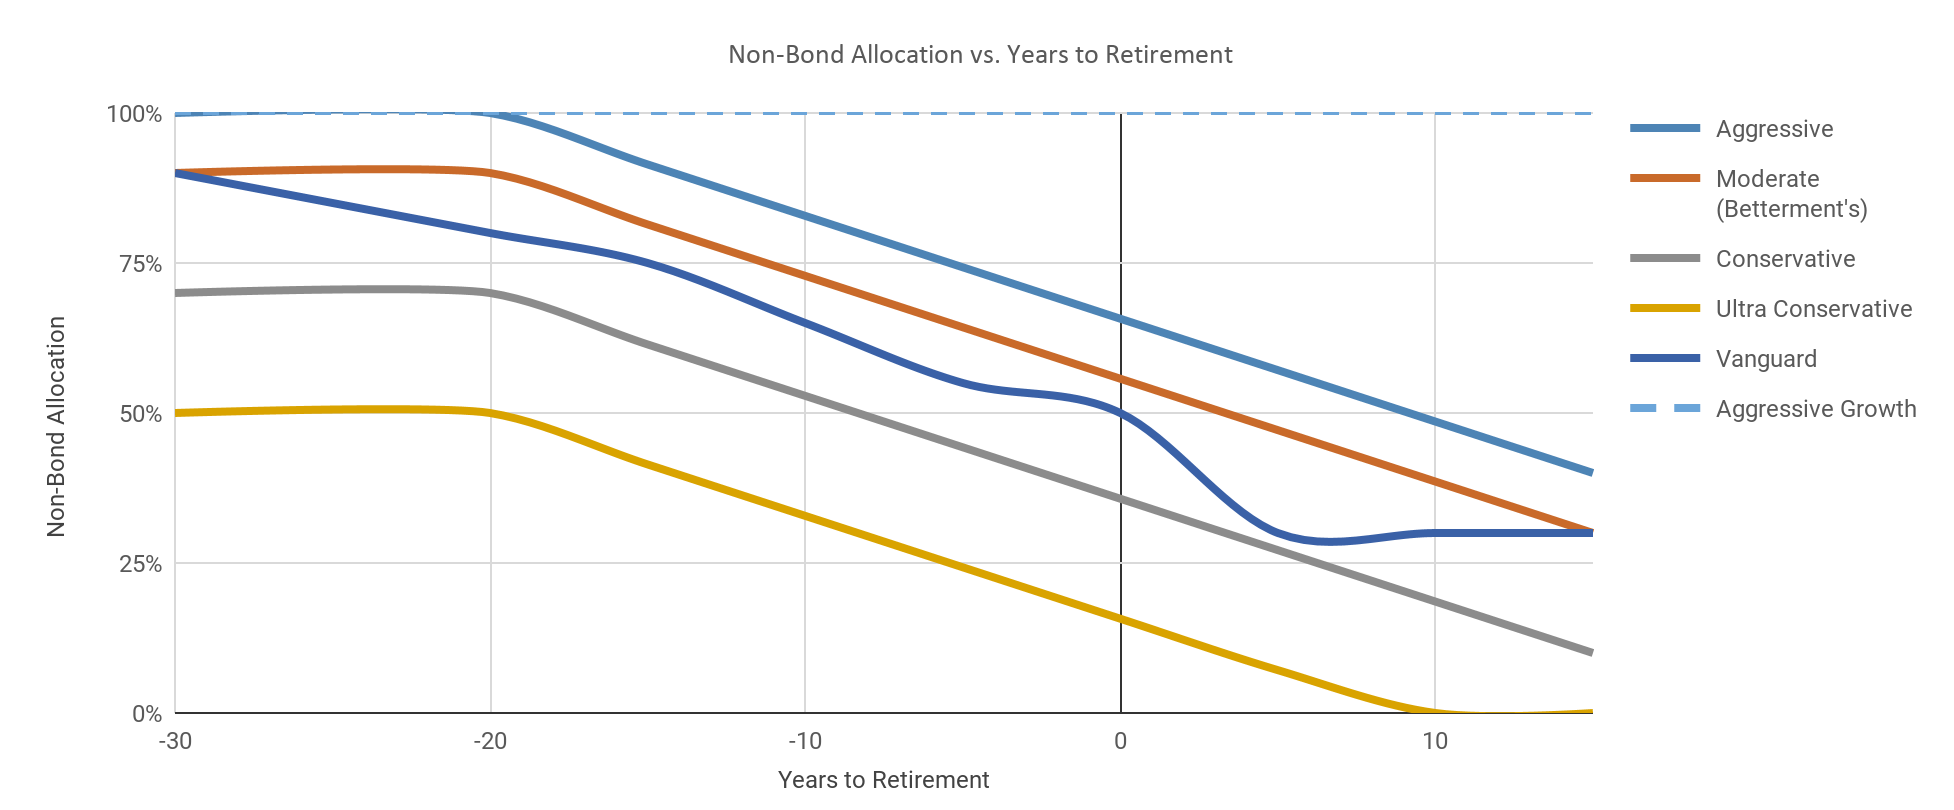 Non-Bond Allocation vs. Years to Retirement
100%
75%
50%
25%
0%
Non-Bond Allocation
-30
-20
-10
0
10
Years to Retirement
Aggressive
Moderate
(Betterment's)
Conservative
Ultra Conservative
Vanguard
Aggressive Growth